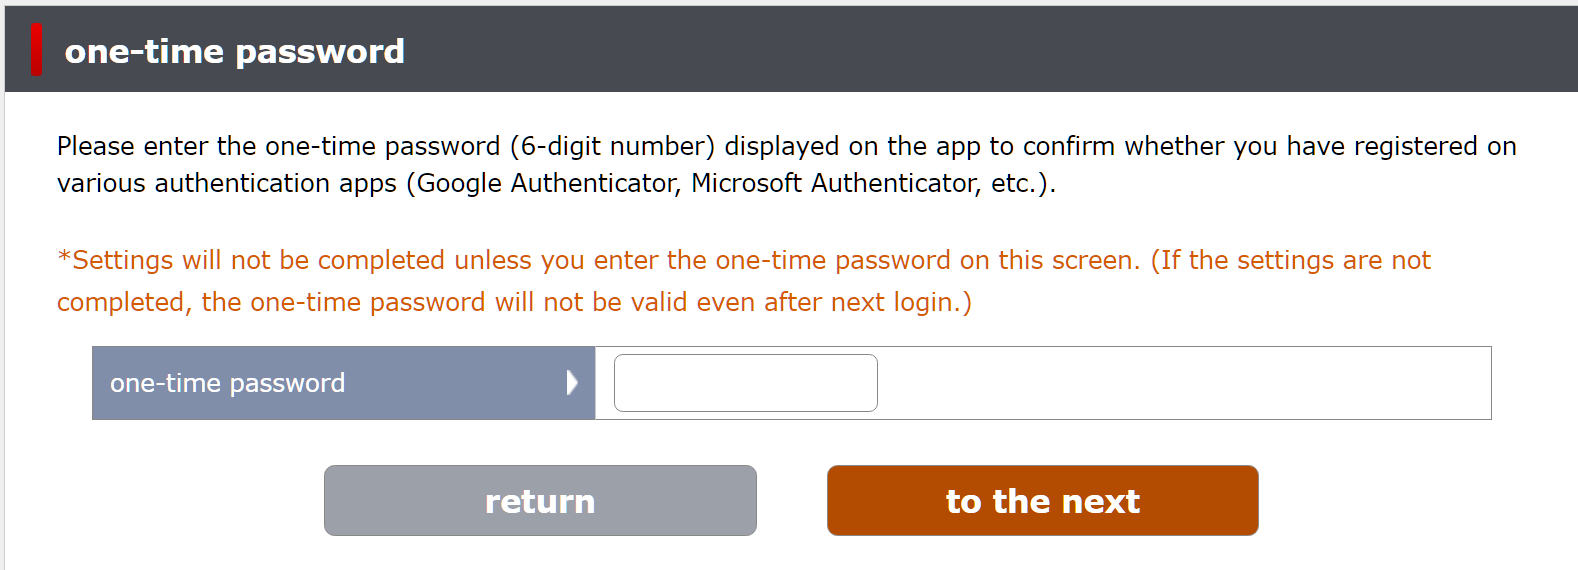 one-time password
Please enter the one-time password (6-digit number) displayed on the app to confirm whether you have registered on
various authentication apps (Google Authenticator, Microsoft Authenticator, etc.).
*Settings will not be completed unless you enter the one-time password on this screen. (If the settings are not
completed, the one-time password will not be valid even after next login.)
one-time password
return
to the next